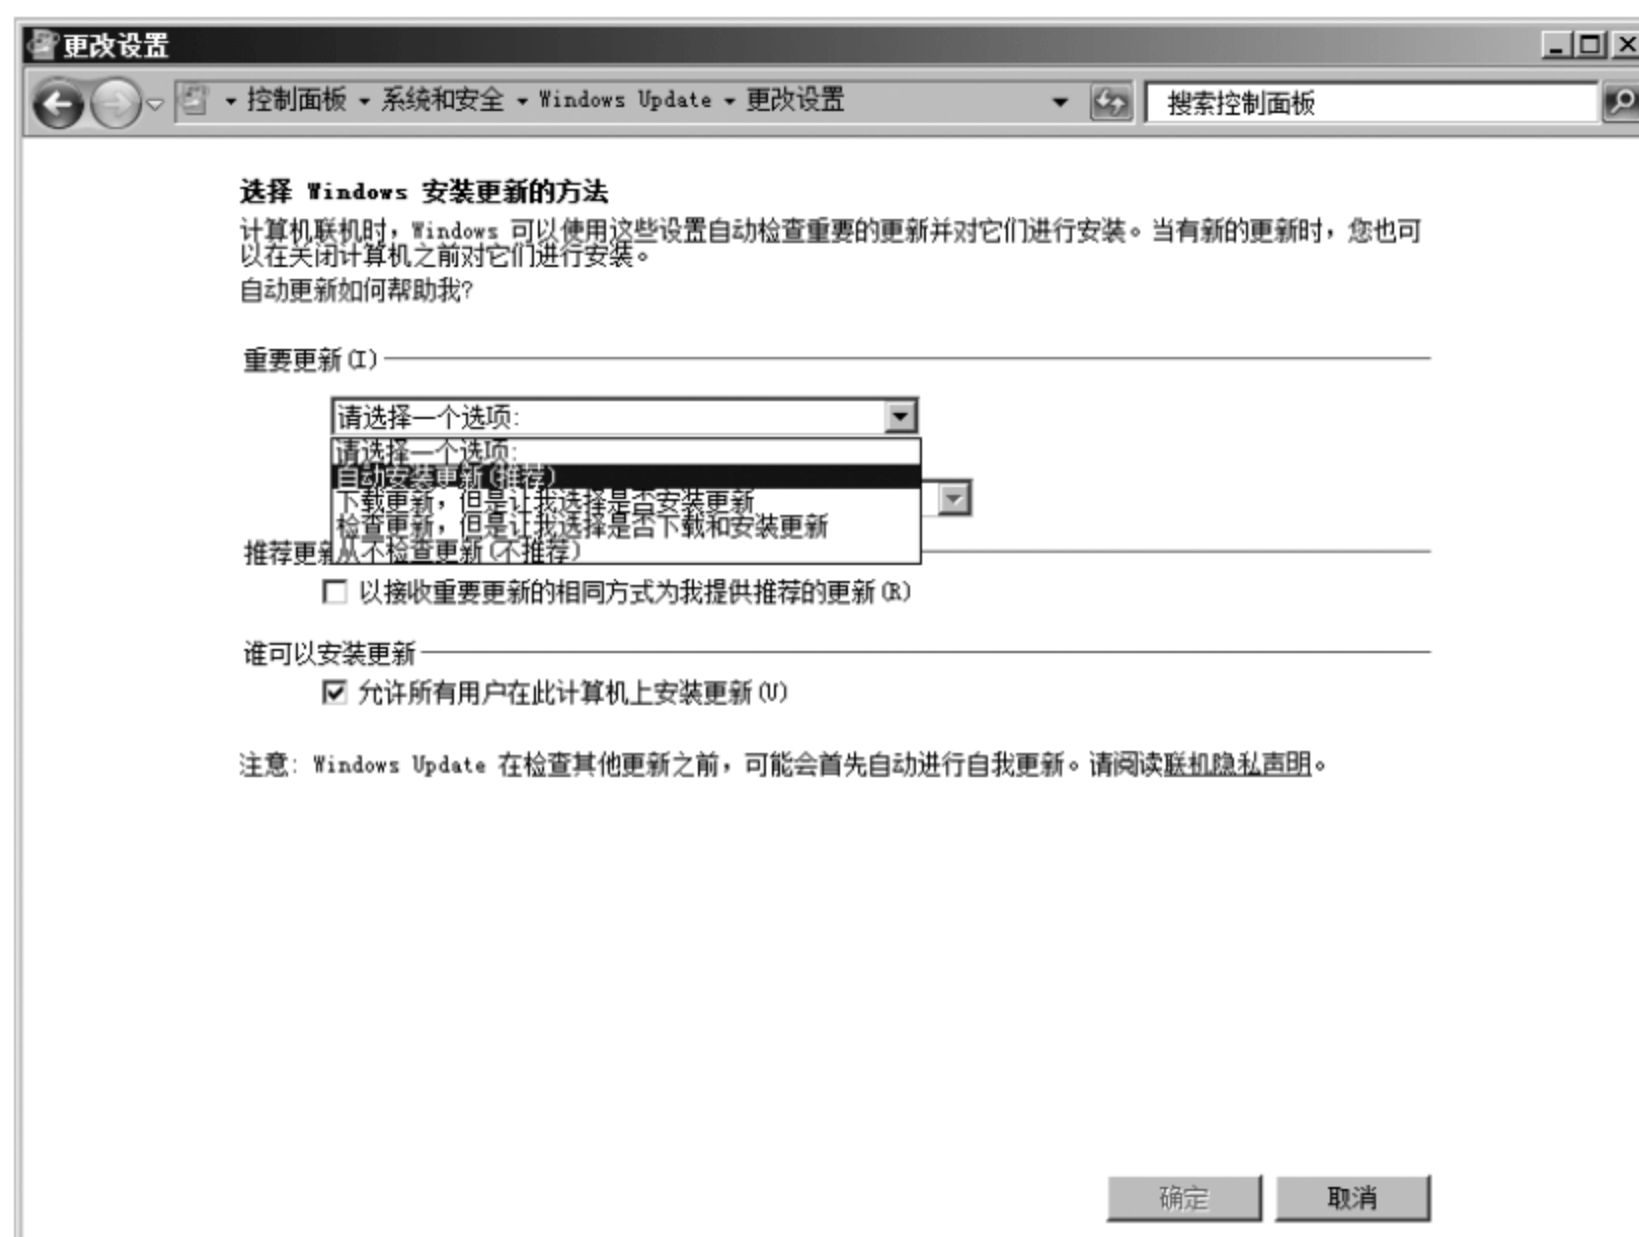 更改设置
控制面板 系统和安全 Windows Update 更改设置
搜索控制面板
选择 Windows 安装更新的方法
计算机联机时，Windows 可以使用这些设置自动检查重要的更新并对它们进行安装。当有新的更新时，您也可
以在关闭计算机之前对它们进行安装。
自动更新如何帮助我?
重要更新(I)
请选择一个选项:
请选择一个选项:
自动安装更新(推荐)
下载更新，但是让我选择是否安装更新
检查更新，但是让我选择是否下载和安装更新
从不检查更新(不推荐)
推荐更新
以接收重要更新的相同方式为我提供推荐的更新(R)
谁可以安装更新
允许所有用户在此计算机上安装更新(U)
注意: Windows Update 在检查其他更新之前，可能会首先自动进行自我更新。请阅读联机隐私声明。
确定
取消